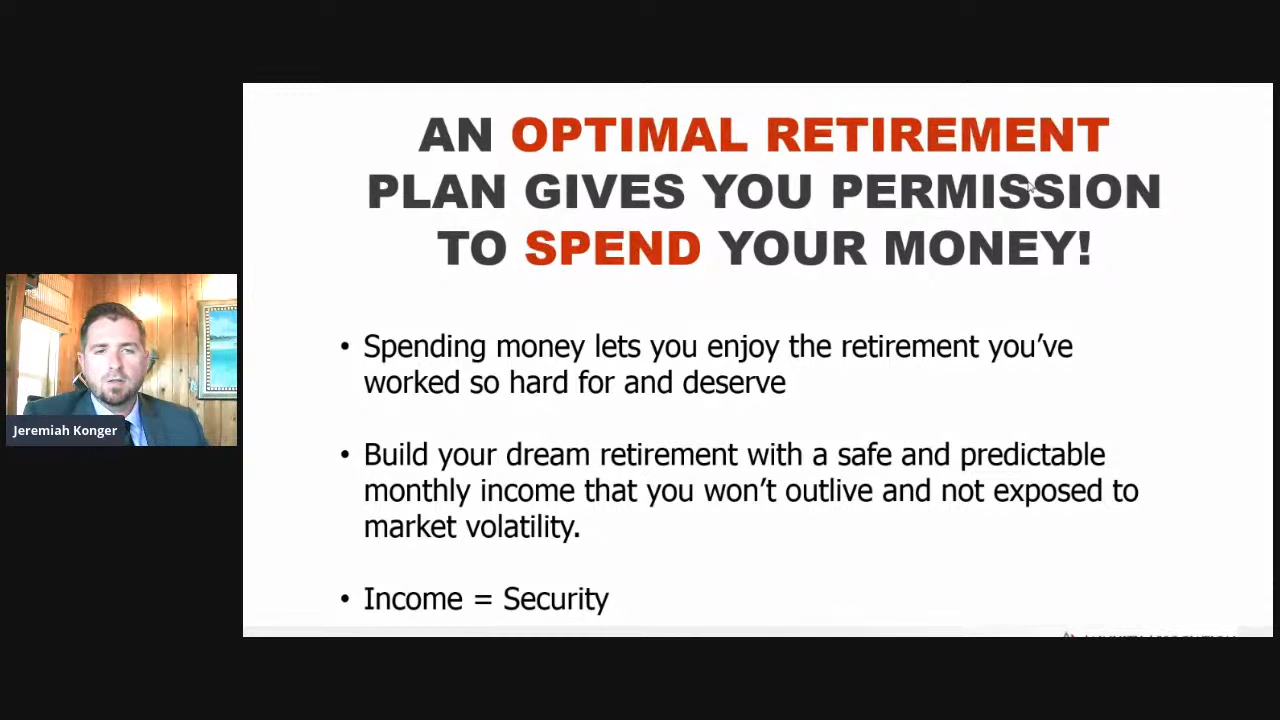 AN OPTIMAL RETIREMENT
PLAN GIVES YOU PERMISSION
TO SPEND YOUR MONEY!
• Spending money lets you enjoy the retirement you've
worked so hard for and deserve
• Build your dream retirement with a safe and predictable
monthly income that you won't outlive and not exposed to
market volatility.
• Income = Security
Jeremiah Konger